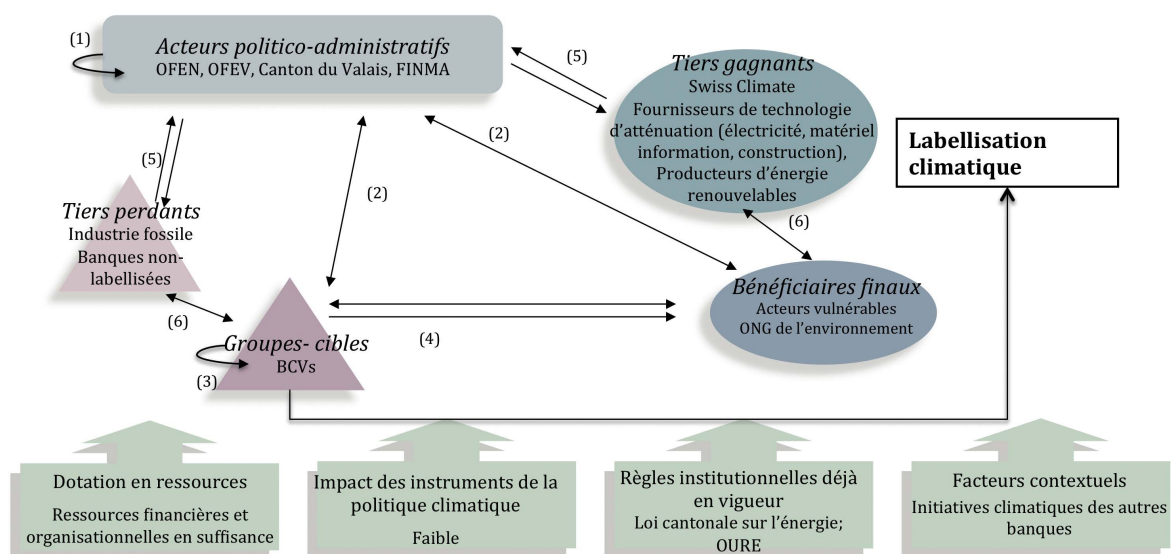 (1)
Acteurs politico-administratifs
OFEN, OFEV, Canton du Valais, FINMA
(5)
Tiers gagnants
Swiss Climate
Fournisseurs de technologie
d'atténuation (électricité, matériel
information, construction),
Producteurs d'énergie
renouvelables
Labellisation
climatique
(5)
(2)
(2)
Tiers perdants
Industrie fossile
Banques non-
labellisées
(6)
(6)
Bénéficiaires finaux
Acteurs vulnérables
ONG de l'environnement
(4)
Groupes- cibles
BCVs
(3)
Dotation en ressources
Ressources financières et
organisationnelles en suffisance
Impact des instruments de la
politique climatique
Faible
Règles institutionnelles déjà
en vigueur
Loi cantonale sur l'énergie;
OURE
Facteurs contextuels
Initiatives climatiques des autres
banques